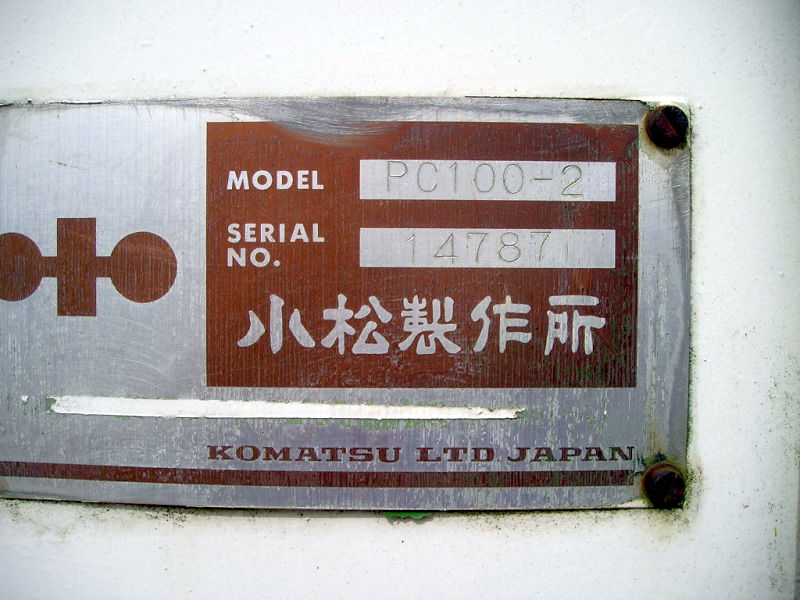 MODEL PC100-2
SERIAL NO. 14787
小松製作所
KOMATSU LTD JAPAN